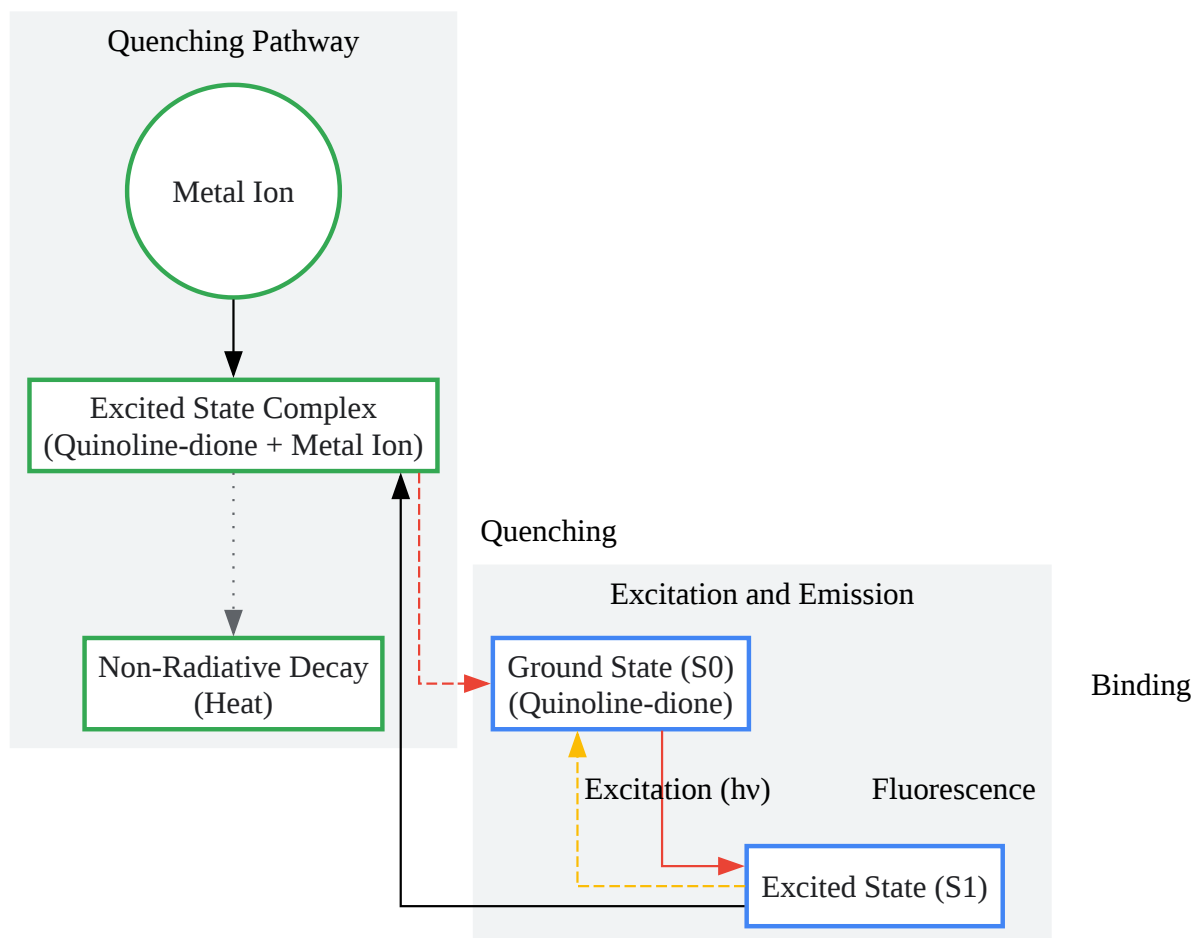 Quenching Pathway
Metal Ion
Excited State Complex
(Quinoline-dione + Metal Ion)
Non-Radiative Decay
(Heat)
Quenching
Excitation and Emission
Ground State (S0)
(Quinoline-dione)
Binding
Excitation (hν)
Fluorescence
Excited State (S1)